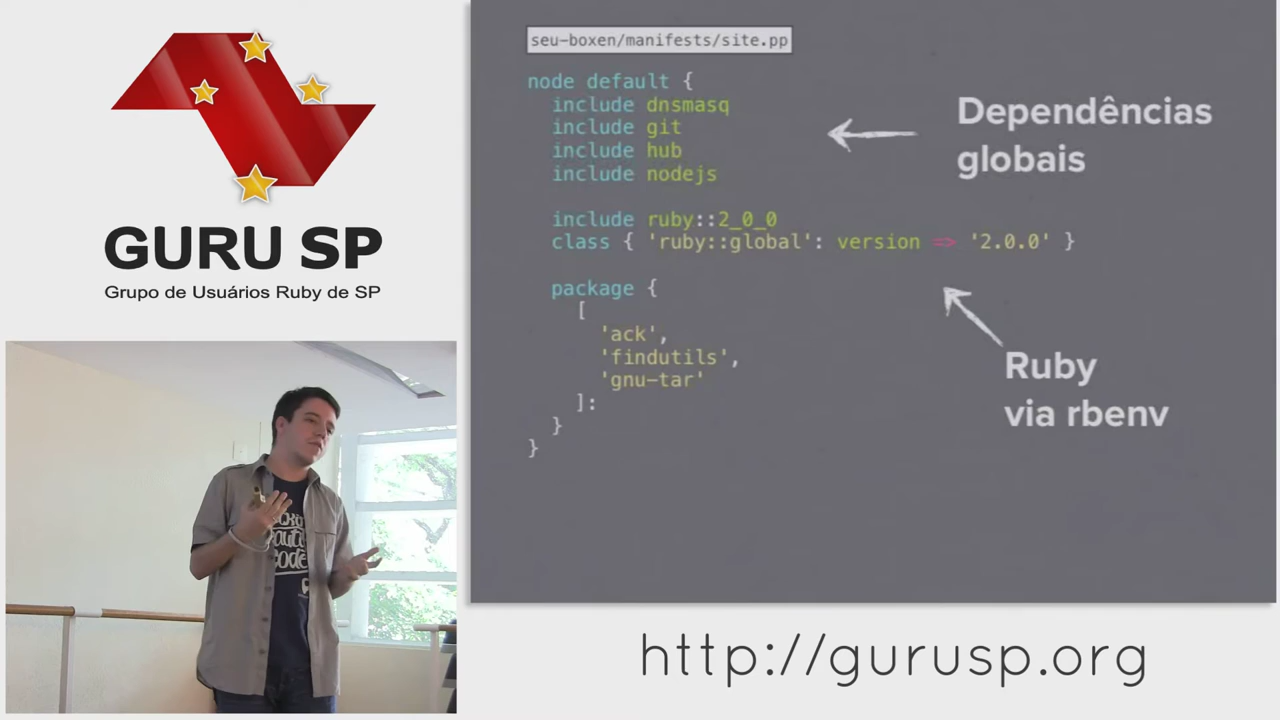 GURU SP
Grupo de Usuários Ruby de SP
seu-boxen/manifests/site.pp
node default {
include dnsmasq
include git
include hub
include nodejs
include ruby::2_0_0
class { 'ruby::global': version => '2.0.0' }
package {
[
'ack',
'findutils',
'gnu-tar'
]:
}
}
Dependências
globais
Ruby
via rbenv
code
http://gurusp.org